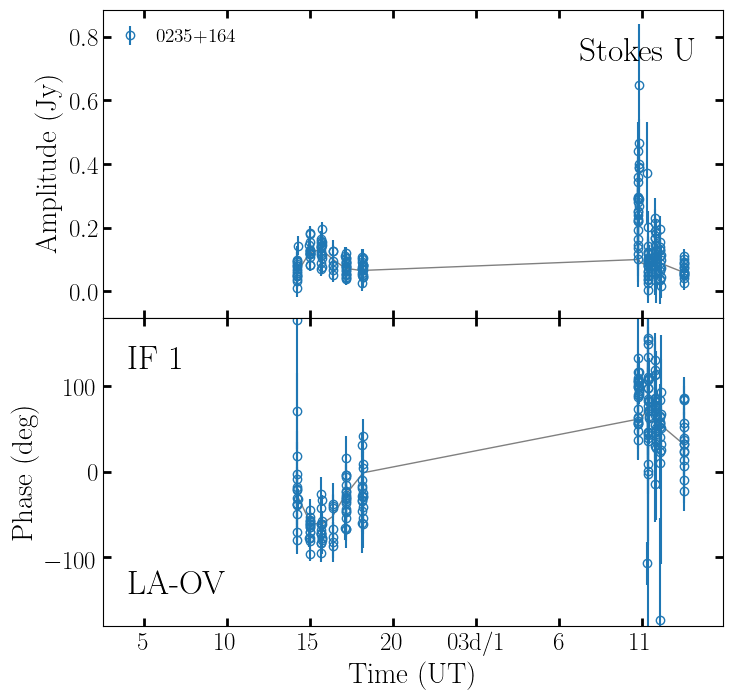 0235+164
Stokes U
0.8
0.6
0.4
0.2
0.0
Amplitude (Jy)
IF 1
100
0
−100
Phase (deg)
LA-OV
5 10 15 20 03d/1 6 11
Time (UT)